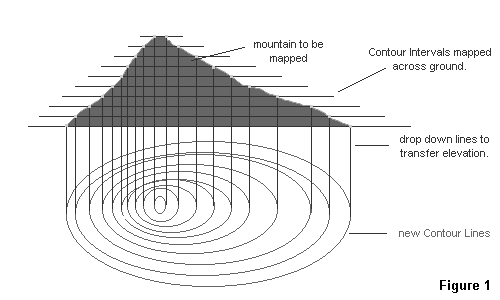 mountain to be
mapped
Contour Intervals mapped
across ground.
drop down lines to
transfer elevation.
new Contour Lines
Figure 1